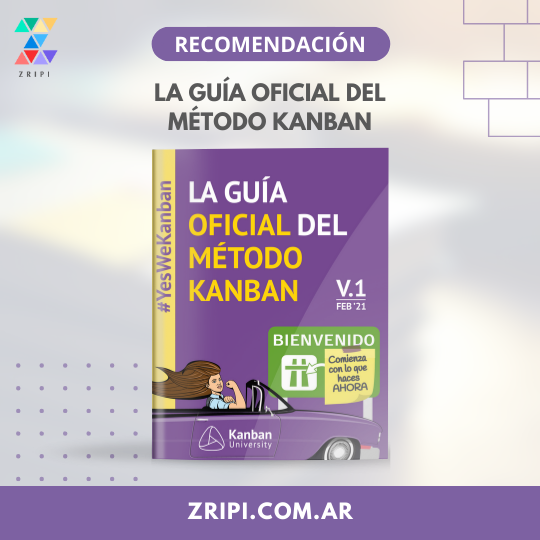 ZRIPI
RECOMENDACIÓN
LA GUÍA OFICIAL DEL
MÉTODO KANBAN
#YesWeKanban
LA GUÍA
OFICIAL DEL
MÉTODO
KANBAN
V.1
FEB '21
BIENVENIDO
Comienza
con lo que
haces
AHORA
Kanban
University
ZRIPI.COM.AR